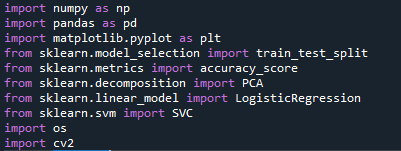 import numpy as np
import pandas as pd
import matplotlib.pyplot as plt
from sklearn.model_selection import train_test_split
from sklearn.metrics import accuracy_score
from sklearn.decomposition import PCA
from sklearn.linear_model import LogisticRegression
from sklearn.svm import SVC
import os
import cv2